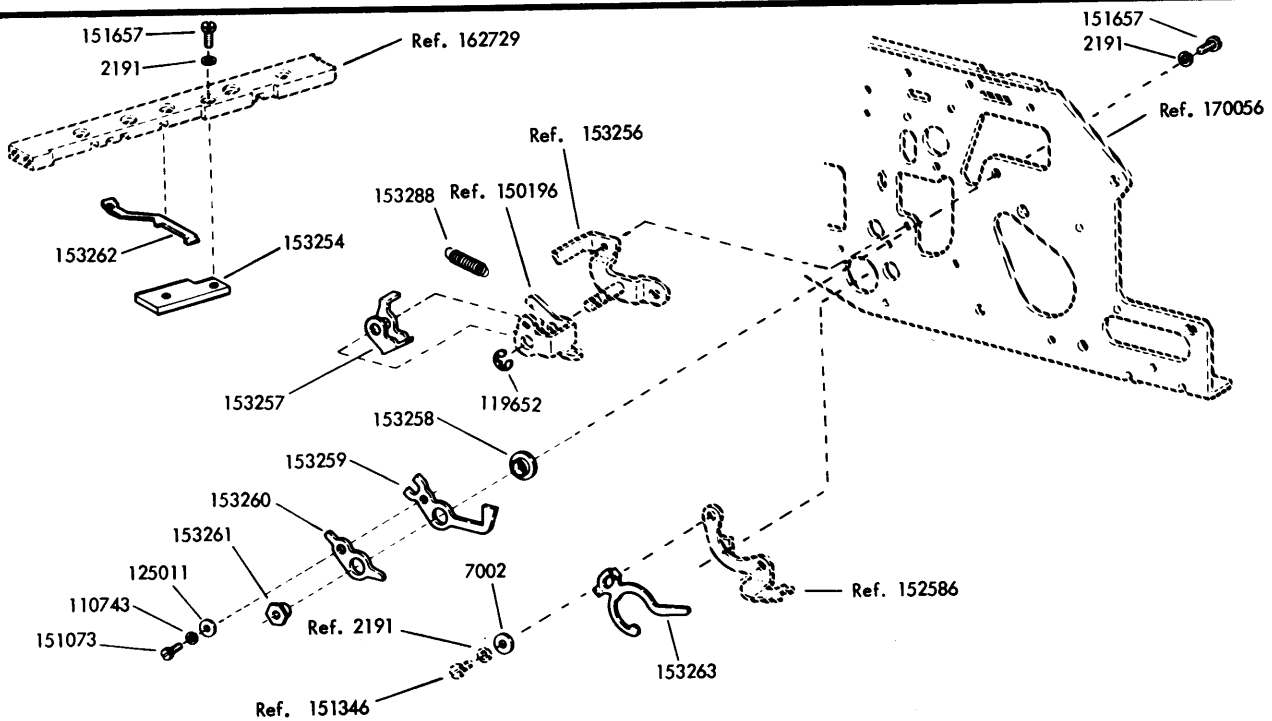 151657
2191
Ref. 162729
151657
2191
Ref. 170056
Ref. 153256
153288
Ref. 150196
153262
153254
153257
119652
153258
153259
153260
153261
125011
110743
151073
7002
Ref. 2191
Ref. 151346
Ref. 152586
153263